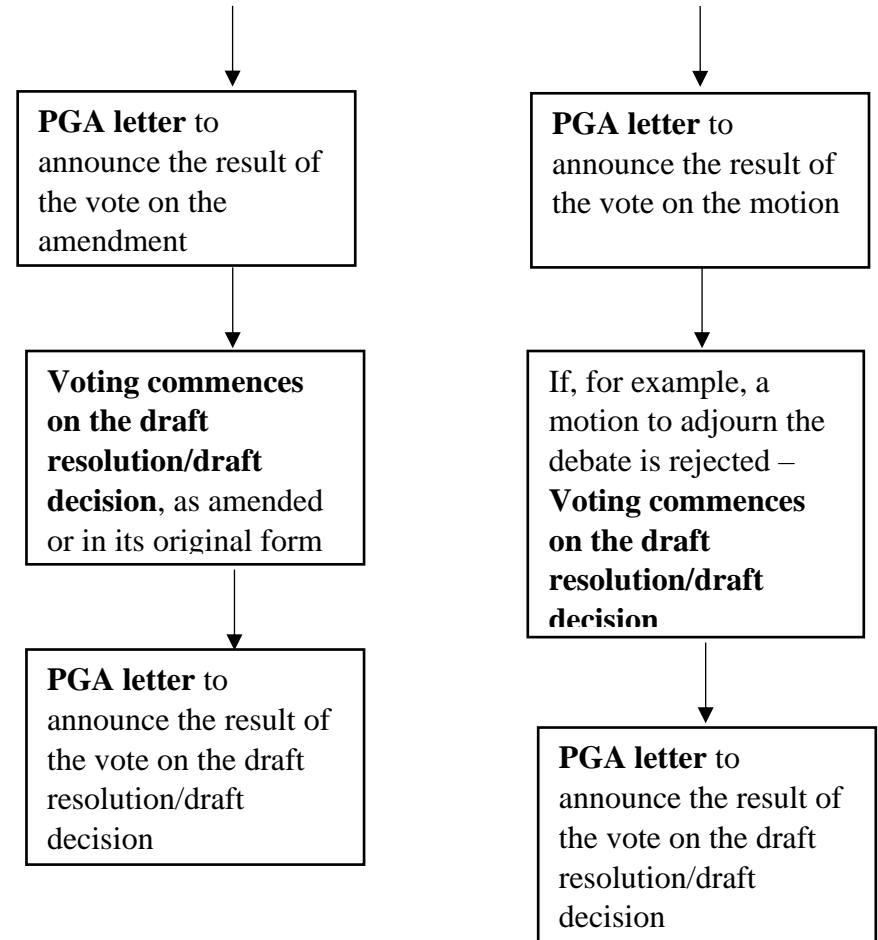 PGA letter to
announce the result of
the vote on the
amendment
Voting commences
on the draft
resolution/draft
decision, as amended
or in its original form
PGA letter to
announce the result of
the vote on the draft
resolution/draft
decision
PGA letter to
announce the result of
the vote on the motion
If, for example, a
motion to adjourn the
debate is rejected –
Voting commences
on the draft
resolution/draft
decision
PGA letter to
announce the result of
the vote on the draft
resolution/draft
decision